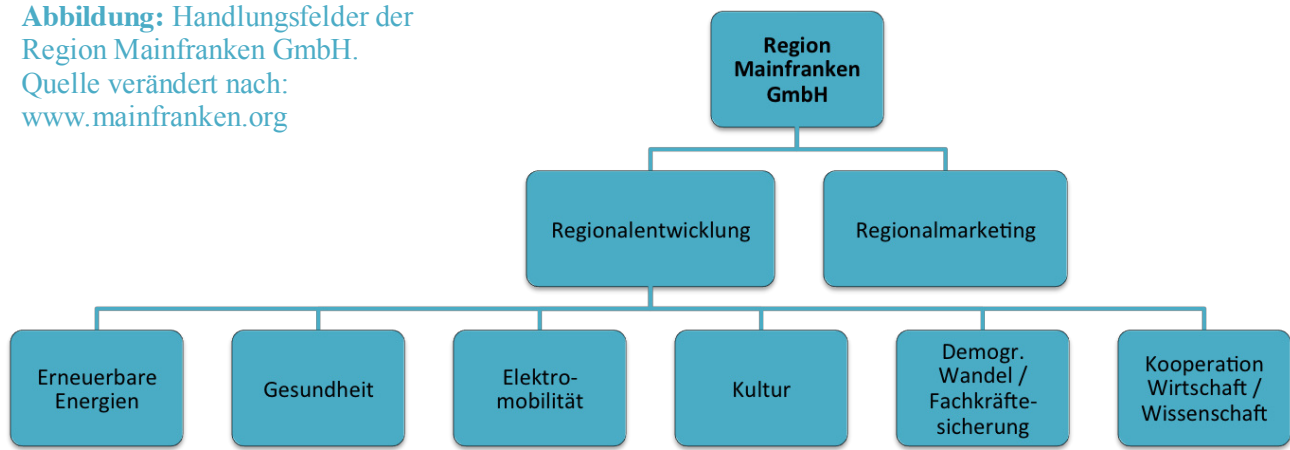 Abbildung: Handlungsfelder der
Region Mainfranken GmbH.
Quelle verändert nach:
www.mainfranken.org
Region
Mainfranken
GmbH
Regionalentwicklung
Regionalmarketing
Erneuerbare
Energien
Gesundheit
Elektro-
mobilität
Kultur
Demogr.
Wandel /
Fachkräfte-
sicherung
Kooperation
Wirtschaft /
Wissenschaft